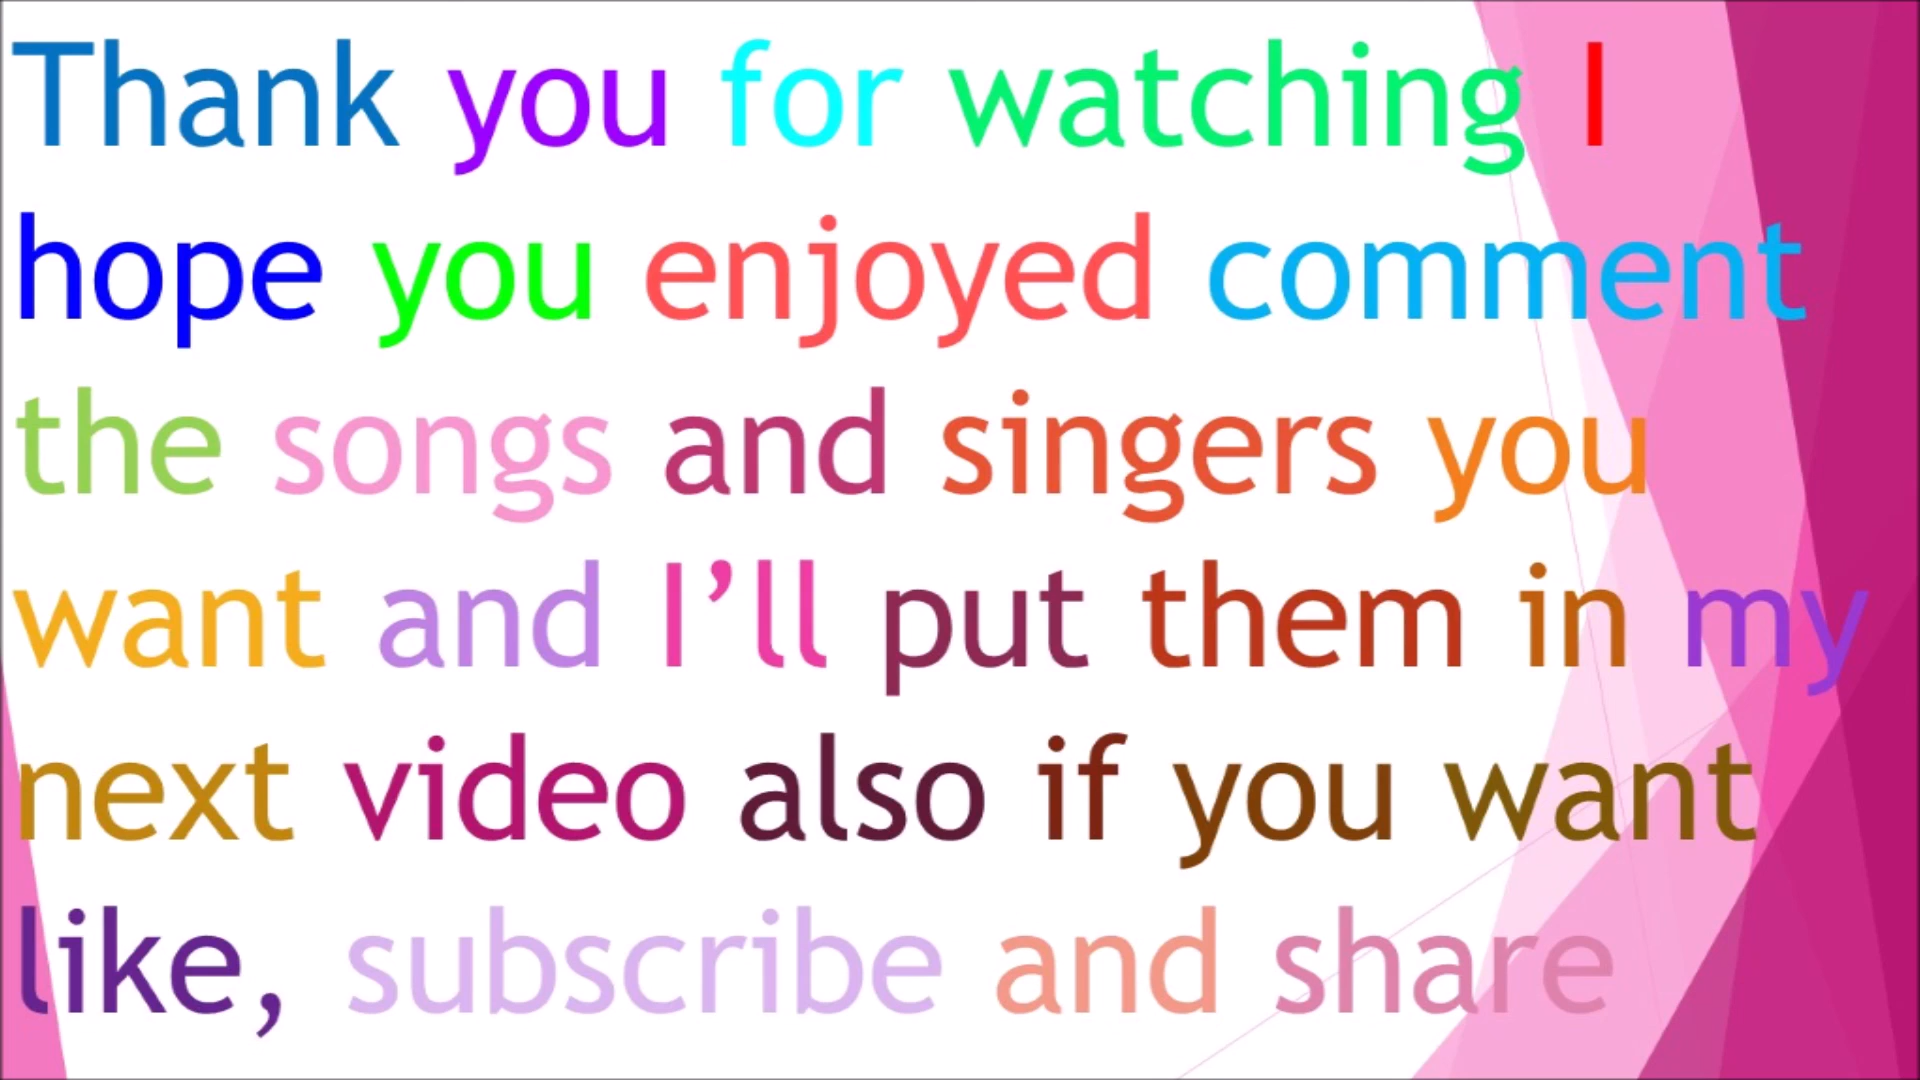 Thank you for watching I
hope you enjoyed comment
the songs and singers you
want and I’ll put them in my
next video also if you want
like, subscribe and share